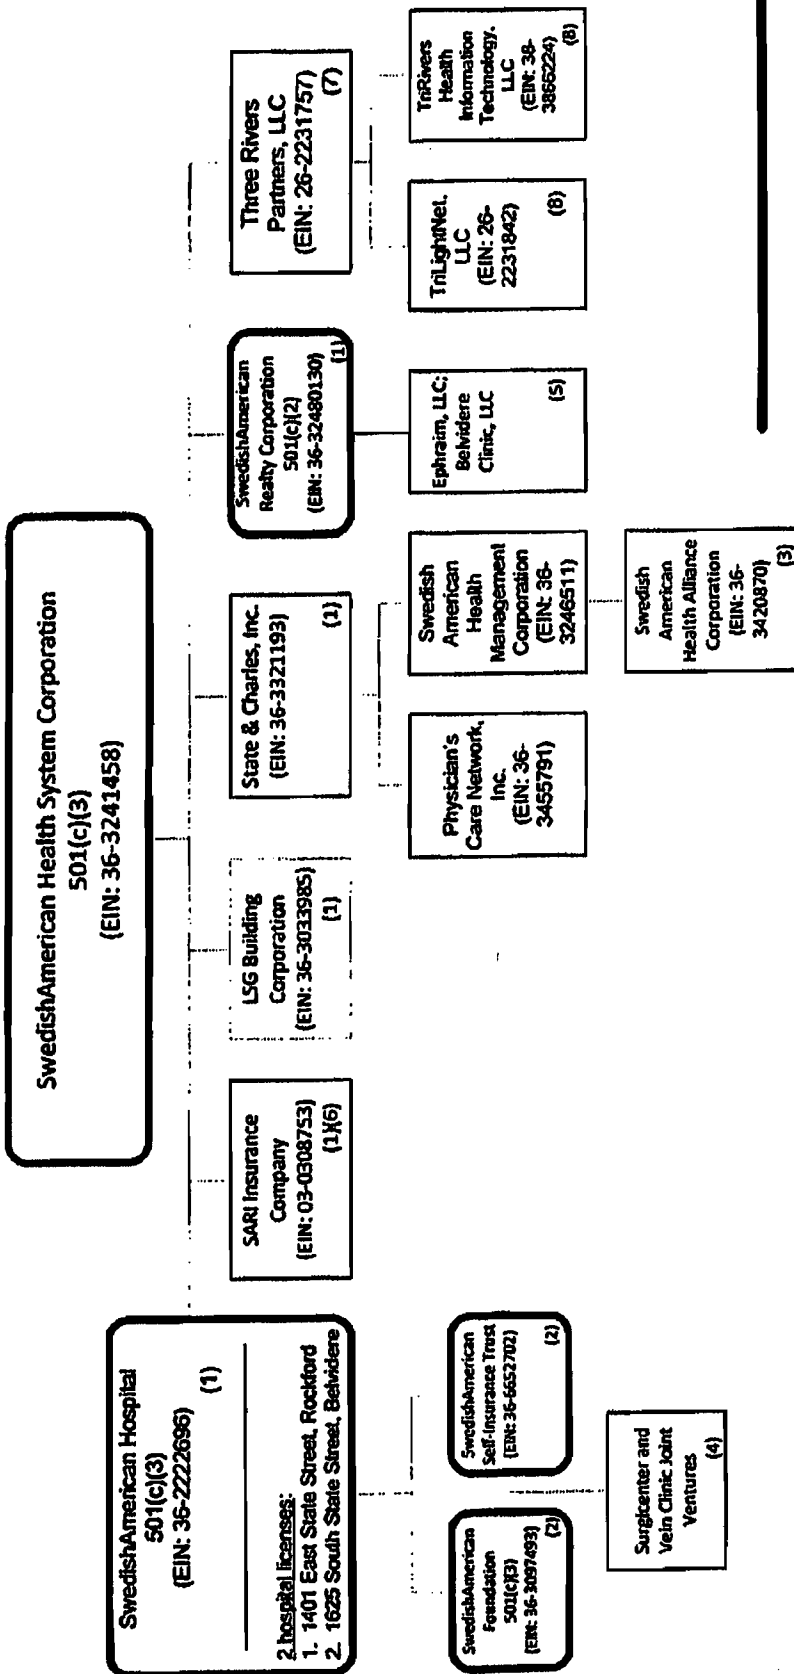 SwedishAmerican Health System Corporation
501(c)(3)
(EIN: 36-3241458)
SwedishAmerican Hospital
501(c)(3)
(EIN: 36-2222696)
(1)
2 hospital licenses:
1. 1401 East State Street, Rockford
2. 1625 South State Street, Belvidere
SARI Insurance
Company
(EIN: 03-0308753)
(1)(6)
LSG Building
Corporation
(EIN: 36-3033985)
(1)
State & Charles, Inc.
(EIN: 36-3321193)
(1)
SwedishAmerican
Realty Corporation
501(c)(2)
(EIN: 36-32480130)
(1)
Three Rivers
Partners, LLC
(EIN: 26-2231757)
(7)
SwedishAmerican
Foundation
501(c)(3)
(EIN: 36-3097493)
(2)
SwedishAmerican
Self-Insurance Trust
(EIN: 36-6652702)
(2)
Surgicenter and
Vein Clinic Joint
Ventures
(4)
Physician's
Care Network,
Inc.
(EIN: 36-
3455791)
Swedish
American
Health
Management
Corporation
(EIN: 36-
3246511)
Swedish
American
Health Alliance
Corporation
(EIN: 36-
3420870)
(3)
Ephraim, LLC;
Belvidere
Clinic, LLC
(5)
TriLightNet,
LLC
(EIN: 26-
2231842)
(8)
TriRivers
Health
Information
Technology,
LLC
(EIN: 38-
3866224)
(8)